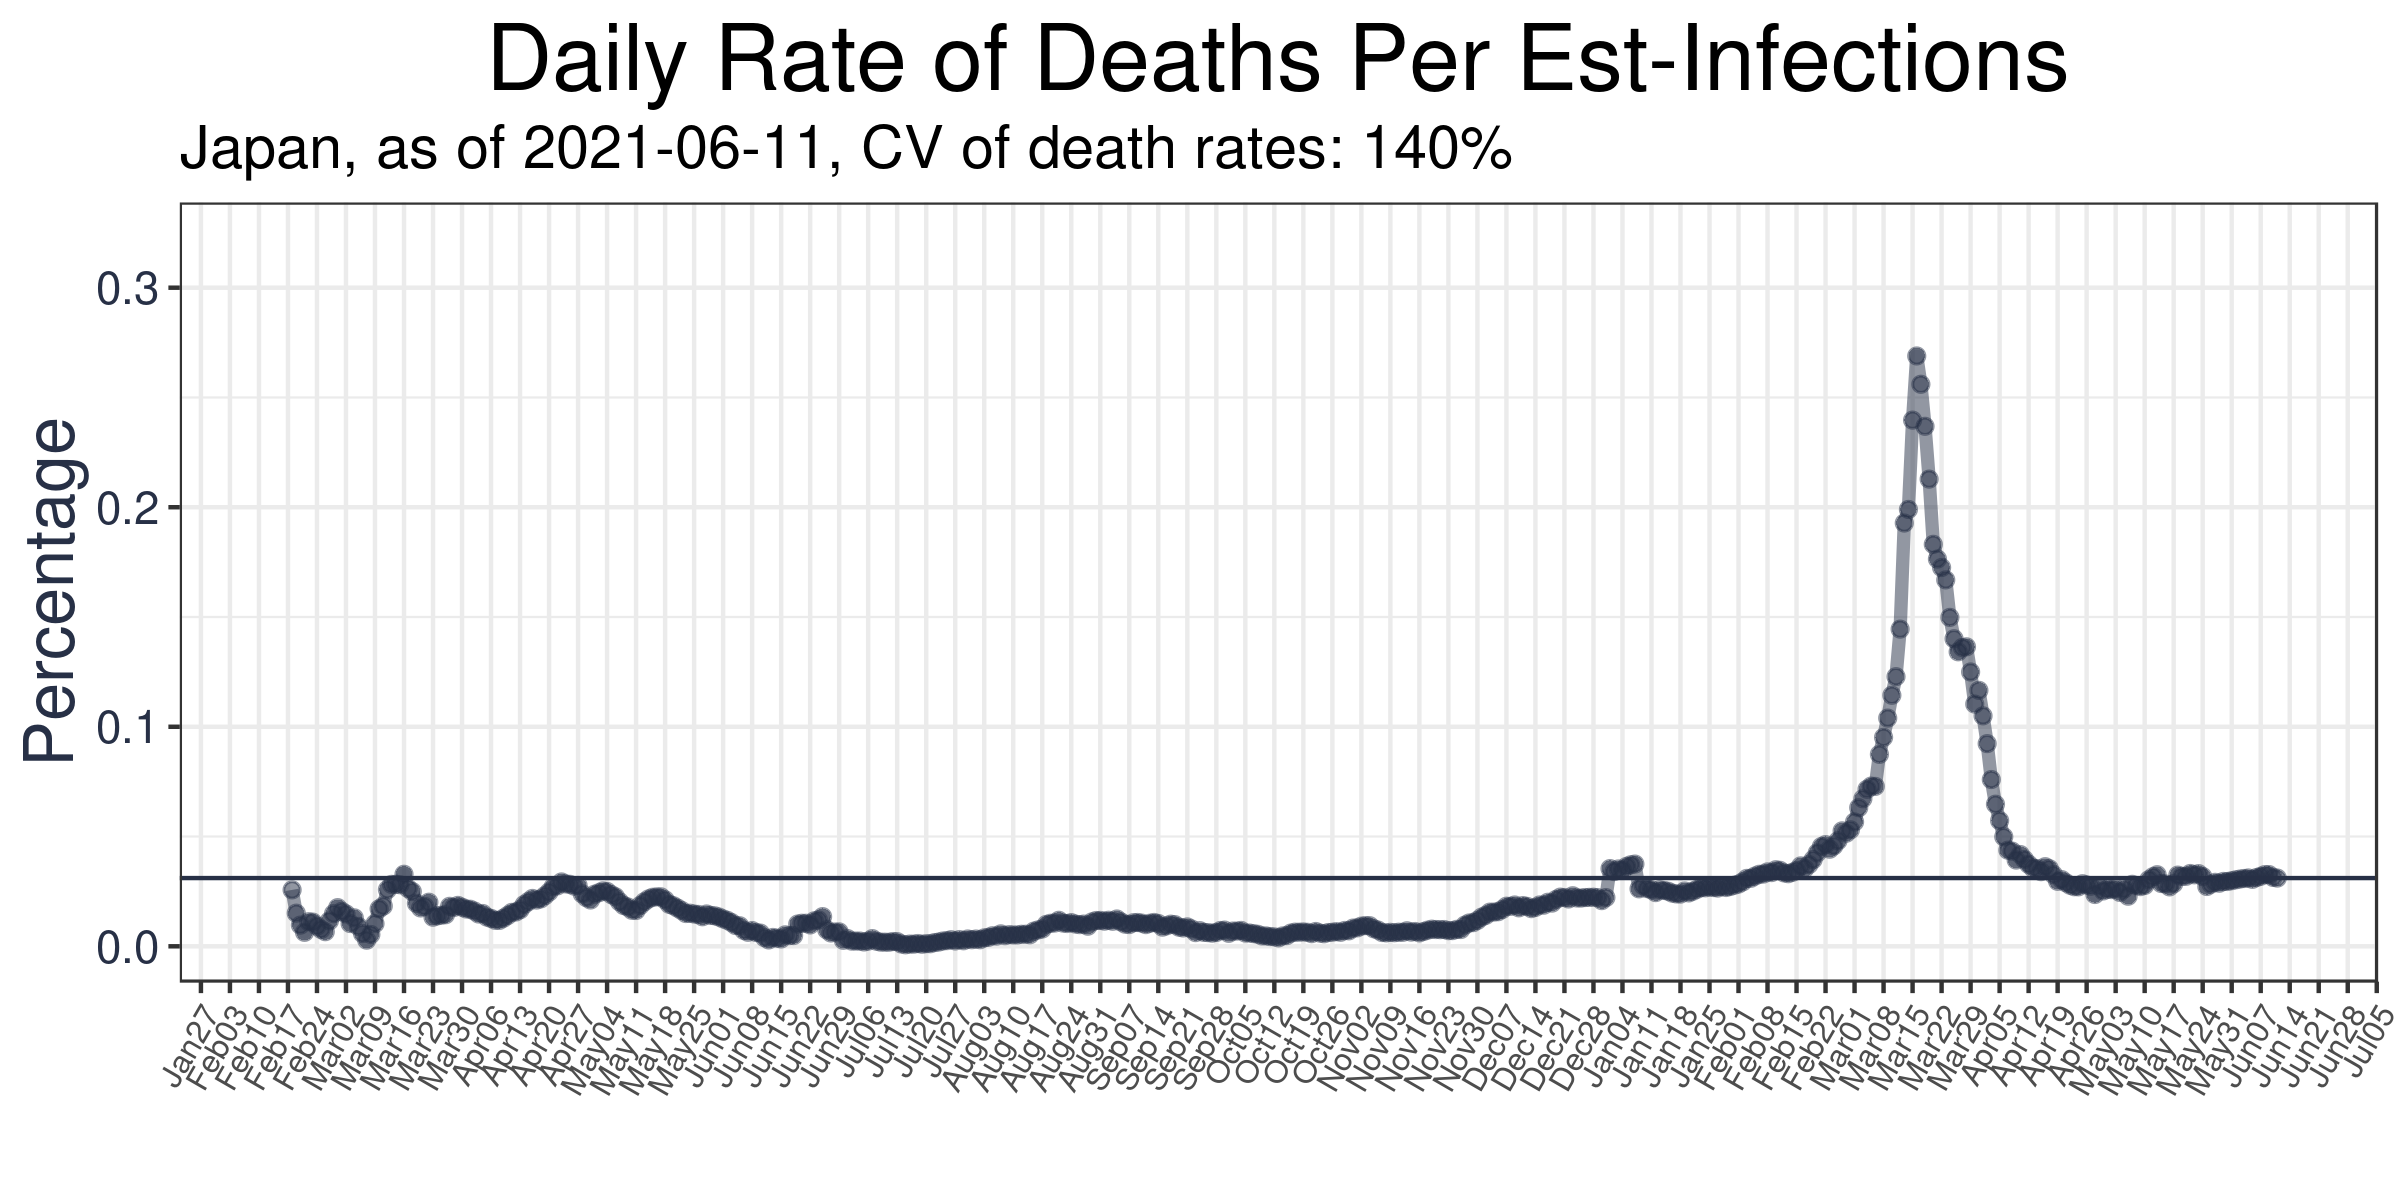 Daily Rate of Deaths Per Est-Infections
Japan, as of 2021-06-11, CV of death rates: 140%
Percentage
0.3
0.2
0.1
0.0
Jan27 Feb03 Feb10 Feb17 Feb24 Mar02 Mar09 Mar16 Mar23 Mar30 Apr06 Apr13 Apr20 Apr27 May04 May11 May18 May25 Jun01 Jun08 Jun15 Jun22 Jun29 Jul06 Jul13 Jul20 Jul27 Aug03 Aug10 Aug17 Aug24 Aug31 Sep07 Sep14 Sep21 Sep28 Oct05 Oct12 Oct19 Oct26 Nov02 Nov09 Nov16 Nov23 Nov30 Dec07 Dec14 Dec21 Dec28 Jan04 Jan11 Jan18 Jan25 Feb01 Feb08 Feb15 Feb22 Mar01 Mar08 Mar15 Mar22 Mar29 Apr05 Apr12 Apr19 Apr26 May03 May10 May17 May24 May31 Jun07 Jun14 Jun21 Jun28 Jul05